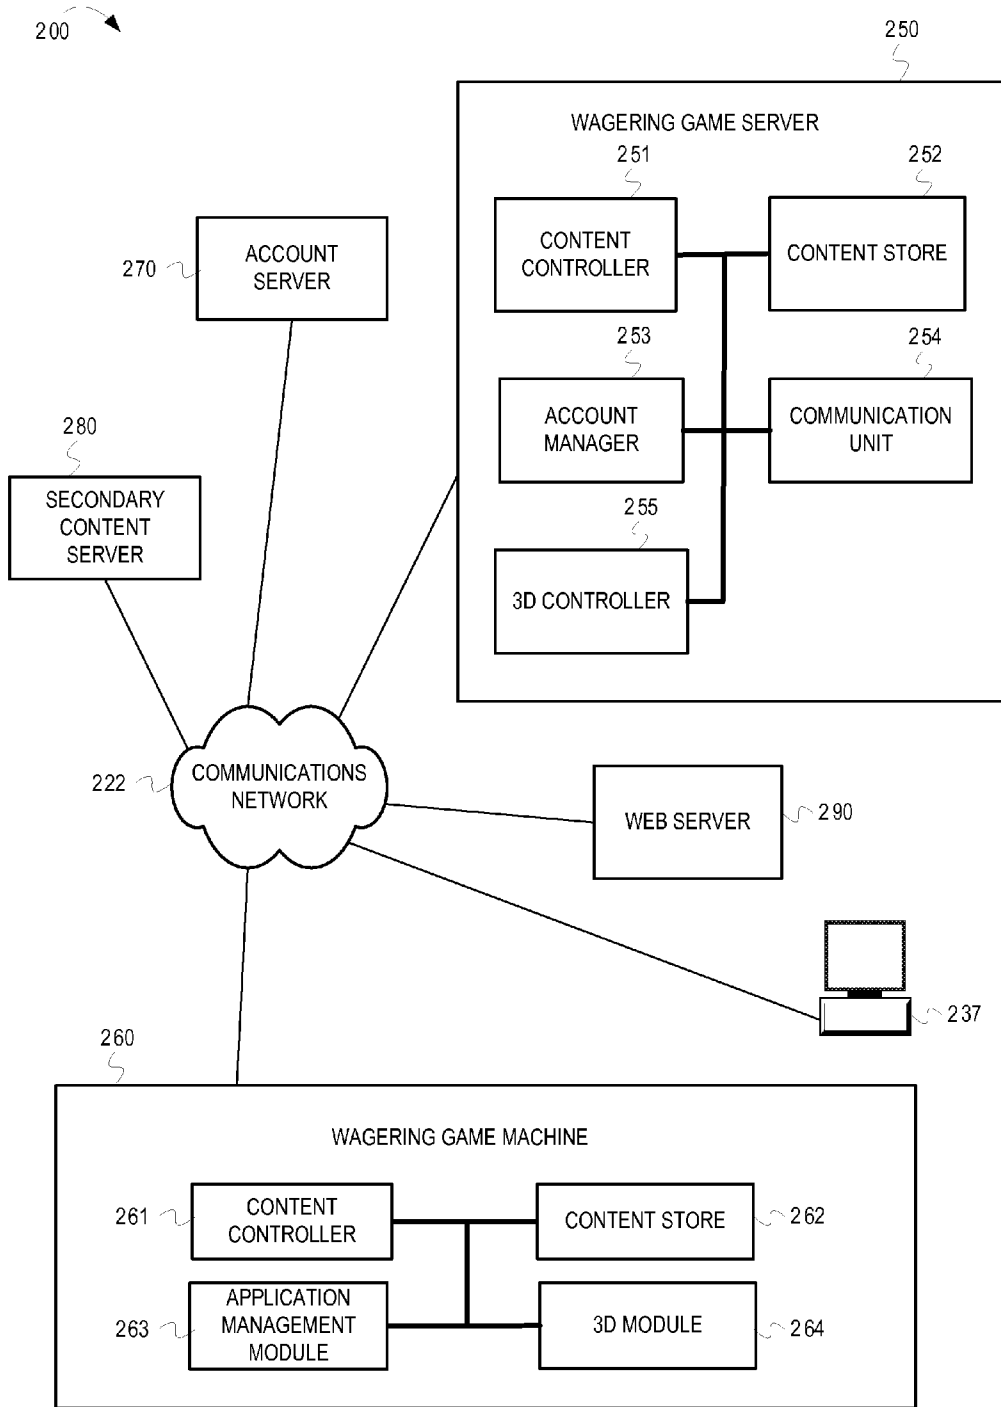 200
250
WAGERING GAME SERVER
251
252
CONTENT
CONTROLLER
CONTENT STORE
270
ACCOUNT
SERVER
253
254
ACCOUNT
MANAGER
COMMUNICATION
UNIT
280
SECONDARY
CONTENT
SERVER
255
3D CONTROLLER
222
COMMUNICATIONS
NETWORK
WEB SERVER
290
237
260
WAGERING GAME MACHINE
261
CONTENT
CONTROLLER
CONTENT STORE
262
263
APPLICATION
MANAGEMENT
MODULE
3D MODULE
264